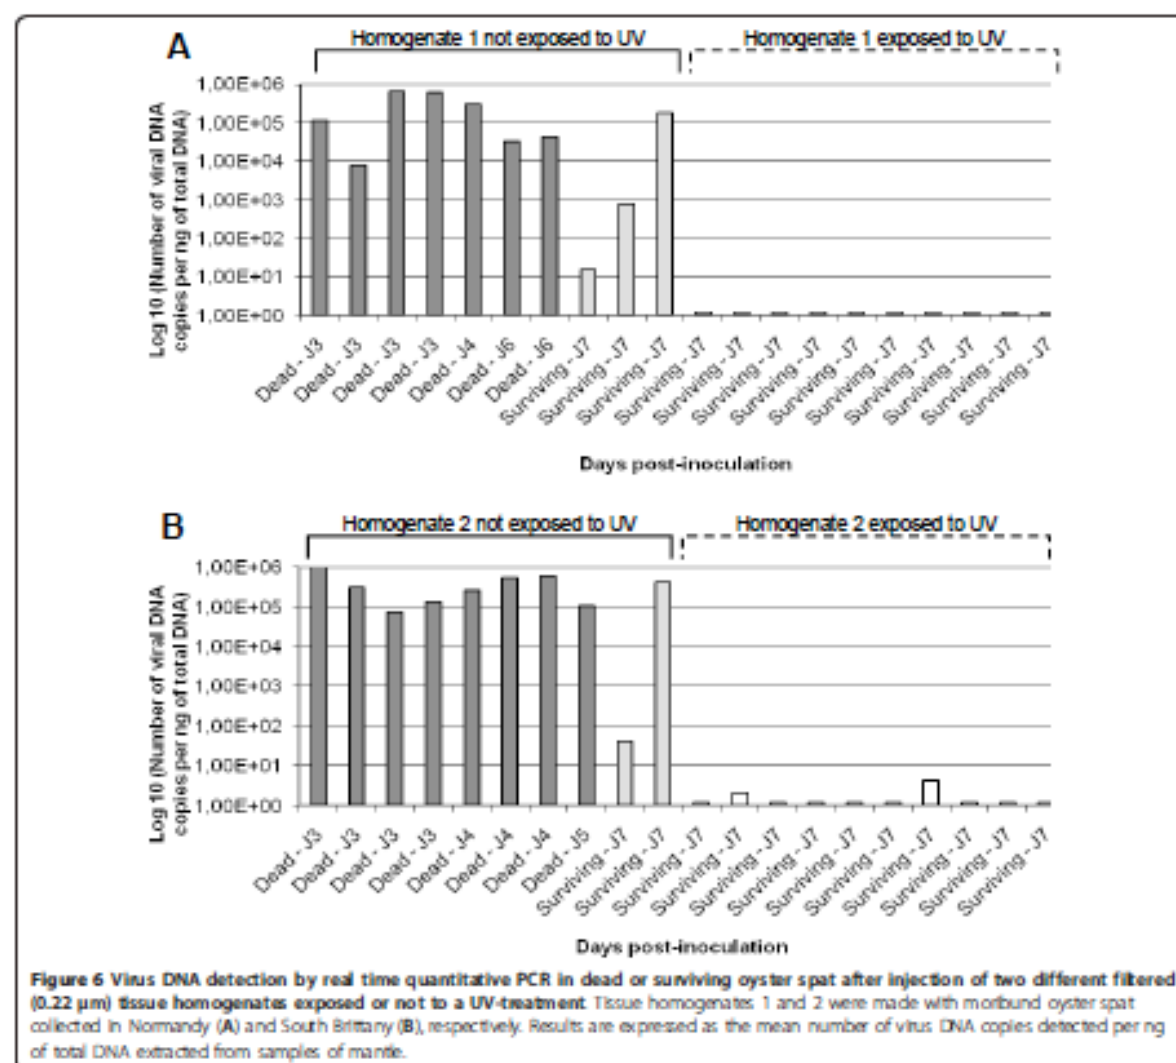 A
Homogenate 1 not exposed to UV
Homogenate 1 exposed to UV
Log 10 (Number of viral DNA
copies per ng of total DNA)
1,00E+06
1,00E+05
1,00E+04
1,00E+03
1,00E+02
1,00E+01
1,00E+00
Dead - J3
Dead - J3
Dead - J3
Dead - J3
Dead - J4
Dead - J6
Dead - J6
Surviving - J7
Surviving - J7
Surviving - J7
Surviving - J7
Surviving - J7
Surviving - J7
Surviving - J7
Surviving - J7
Surviving - J7
Surviving - J7
Surviving - J7
Surviving - J7
Surviving - J7
Days post-inoculation
B
Homogenate 2 not exposed to UV
Homogenate 2 exposed to UV
Log 10 (Number of viral DNA
copies per ng of total DNA)
1,00E+06
1,00E+05
1,00E+04
1,00E+03
1,00E+02
1,00E+01
1,00E+00
Dead - J3
Dead - J3
Dead - J3
Dead - J3
Dead - J4
Dead - J4
Dead - J4
Dead - J5
Surviving - J7
Surviving - J7
Surviving - J7
Surviving - J7
Surviving - J7
Surviving - J7
Surviving - J7
Surviving - J7
Surviving - J7
Surviving - J7
Surviving - J7
Surviving - J7
Days post-inoculation
Figure 6 Virus DNA detection by real time quantitative PCR in dead or surviving oyster spat after injection of two different filtered
(0.22 μm) tissue homogenates exposed or not to a UV-treatment Tissue homogenates 1 and 2 were made with moribund oyster spat
collected in Normandy (A) and South Brittany (B), respectively. Results are expressed as the mean number of virus DNA copies detected per ng
of total DNA extracted from samples of mantle.